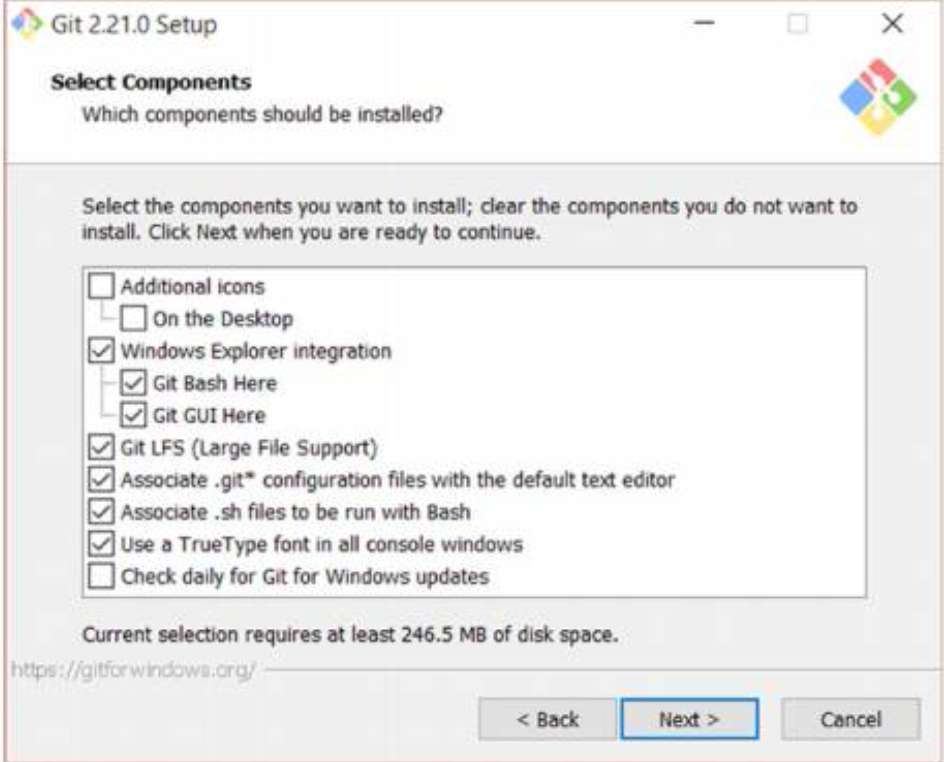 Git 2.21.0 Setup
Select Components
Which components should be installed?
Select the components you want to install; clear the components you do not want to
install. Click Next when you are ready to continue.
Additional icons
On the Desktop
Windows Explorer integration
Git Bash Here
Git GUI Here
Git LFS (Large File Support)
Associate .git* configuration files with the default text editor
Associate .sh files to be run with Bash
Use a TrueType font in all console windows
Check daily for Git for Windows updates
Current selection requires at least 246.5 MB of disk space.
https://gitforwindows.org/
< Back
Next >
Cancel